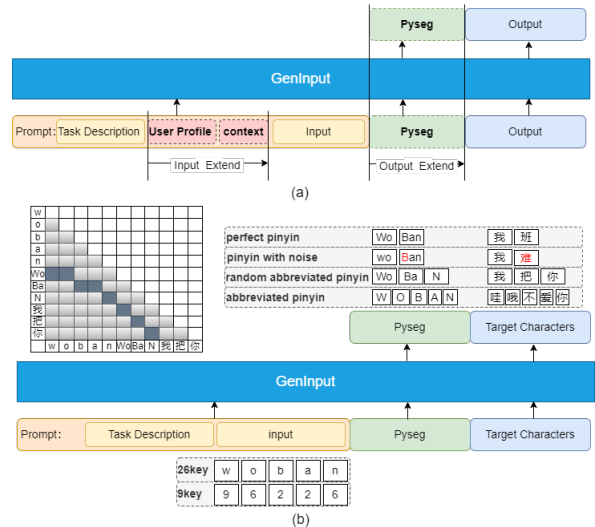 Pyseg Output
GenInput
Prompt: Task Description User Profile context Input Pyseg Output
Input Extend Output Extend
(a)
w
o
b
a
n
Wo
Ba
N
我
把
你
w o b a n Wo Ba N 我 把 你
perfect pinyin Wo Ban 我 班
pinyin with noise wo Ban 我 难
random abbreviated pinyin Wo Ba N 我 把 你
abbreviated pinyin W O B A N 哇 哦 不 爱 你
Pyseg Target Characters
GenInput
Prompt: Task Description input Pyseg Target Characters
26key w o b a n
9key 9 6 2 2 6
(b)